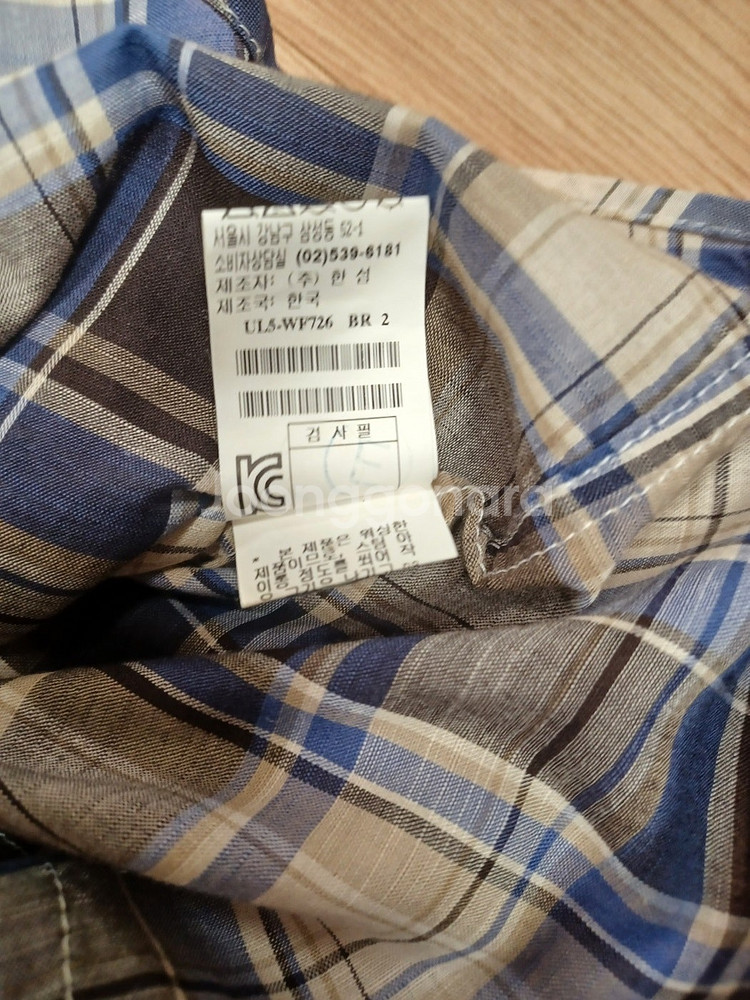 서울시 강남구 삼성동 52-1
소비자상담실 (02)539-6181
제조자: (주) 한 섬
제조국: 한국
UL5-WF726 BR 2
검 사 필
joonggonara